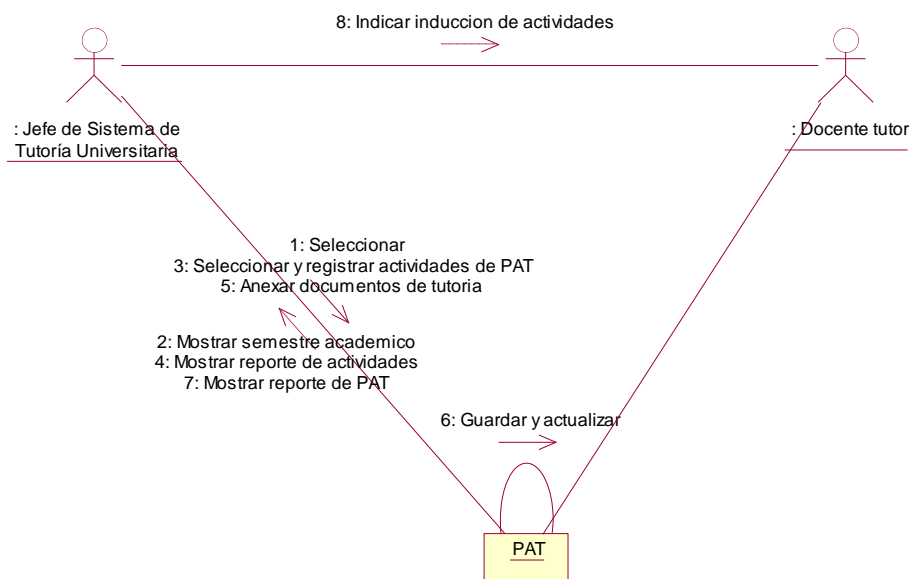 8: Indicar induccion de actividades
: Jefe de Sistema de
Tutoría Universitaria
: Docente tutor
1: Seleccionar
3: Seleccionar y registrar actividades de PAT
5: Anexar documentos de tutoria
2: Mostrar semestre academico
4: Mostrar reporte de actividades
7: Mostrar reporte de PAT
6: Guardar y actualizar
PAT